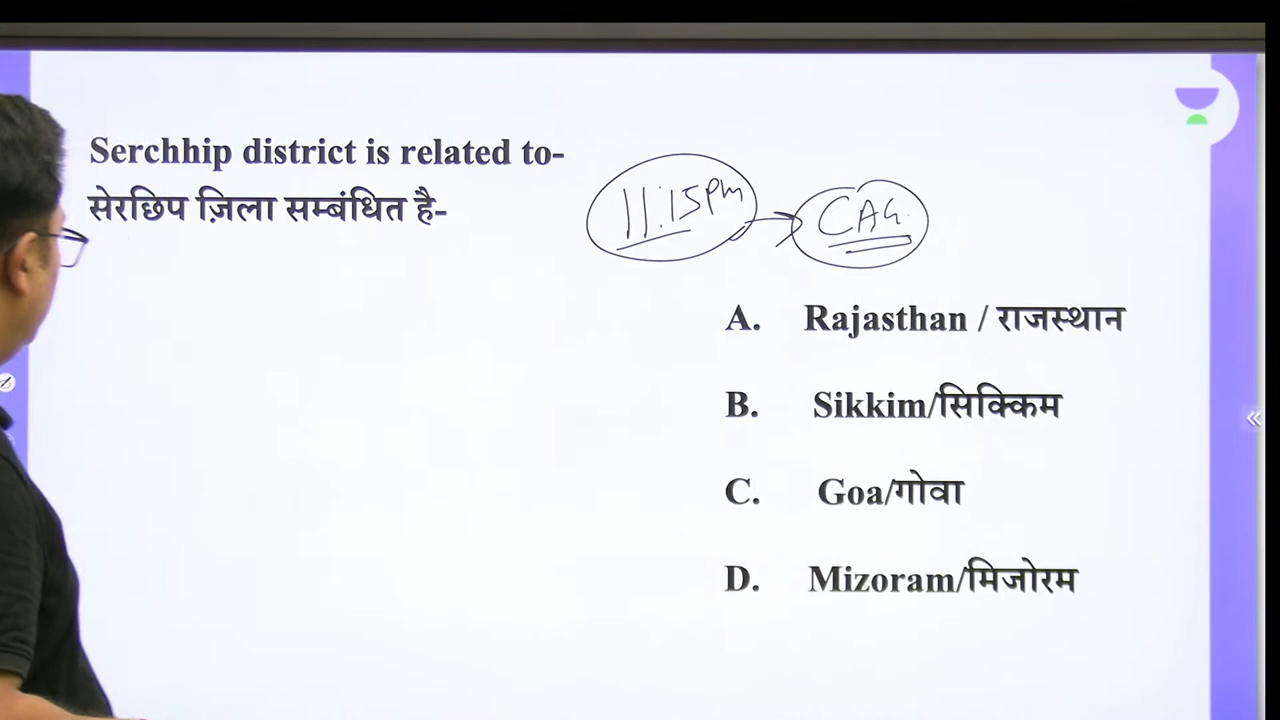 Serchhip district is related to-
सेरछिप ज़िला सम्बंधित है-
11:15pm → CAG.
A. Rajasthan / राजस्थान
B. Sikkim/सिक्किम
C. Goa/गोवा
D. Mizoram/मिजोरम